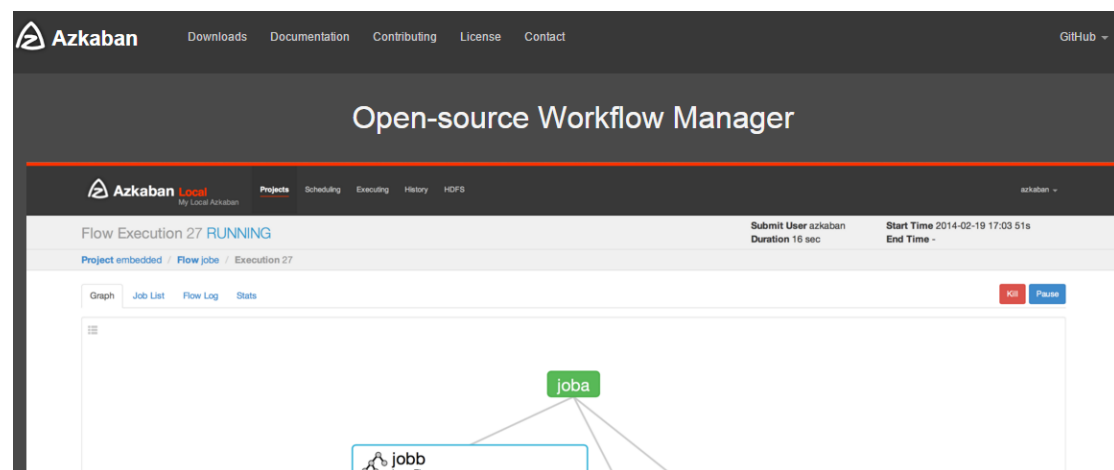 Azkaban Downloads Documentation Contributing License Contact GitHub
Open-source Workflow Manager
Azkaban Local My Local Azkaban Projects Scheduling Executing History HDFS azkaban
Flow Execution 27 RUNNING
Submit User azkaban Start Time 2014-02-19 17:03 51s
Duration 16 sec End Time -
Project embedded / Flow jobe / Execution 27
Graph Job List Flow Log Stats Kill Pause
joba
jobb